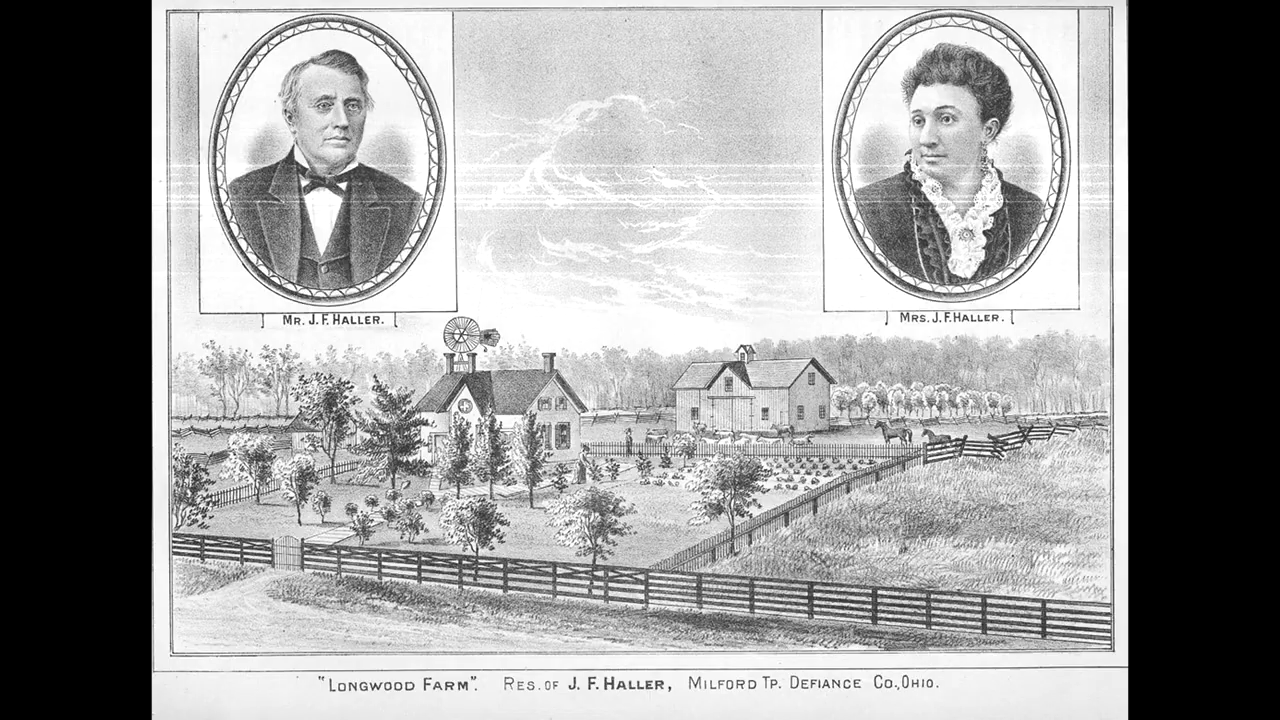 MR. J. F. HALLER.
MRS. J. F. HALLER.
"LONGWOOD FARM". RES. OF J. F. HALLER, MILFORD TP. DEFIANCE CO., OHIO.